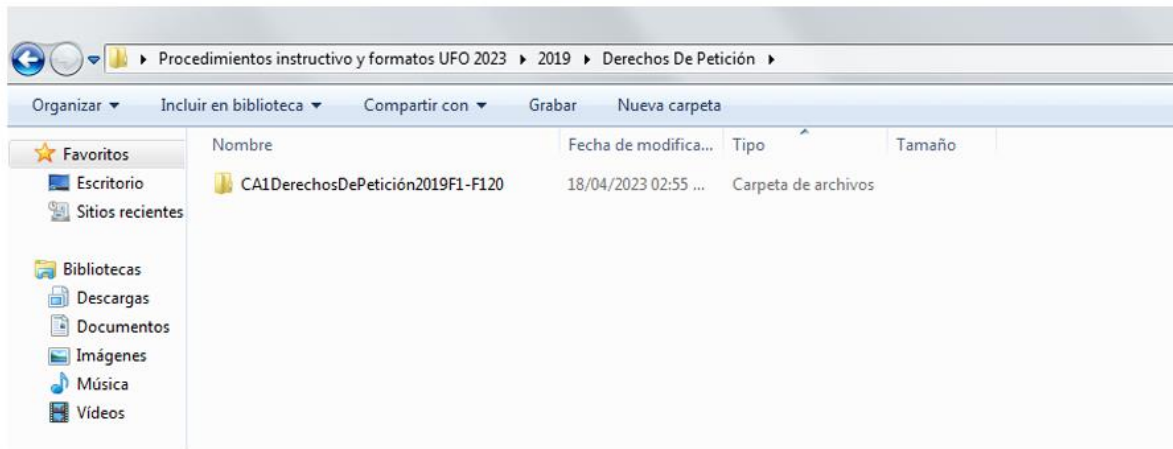 Procedimientos instructivo y formatos UFO 2023 ▸ 2019 ▸ Derechos De Petición ▸
Organizar Incluir en biblioteca Compartir con Grabar Nueva carpeta
Nombre Fecha de modifica... Tipo Tamaño
Favoritos
CA1DerechosDePetición2019F1-F120 18/04/2023 02:55 ... Carpeta de archivos
Escritorio
Sitios recientes
Bibliotecas
Descargas
Documentos
Imágenes
Música
Vídeos